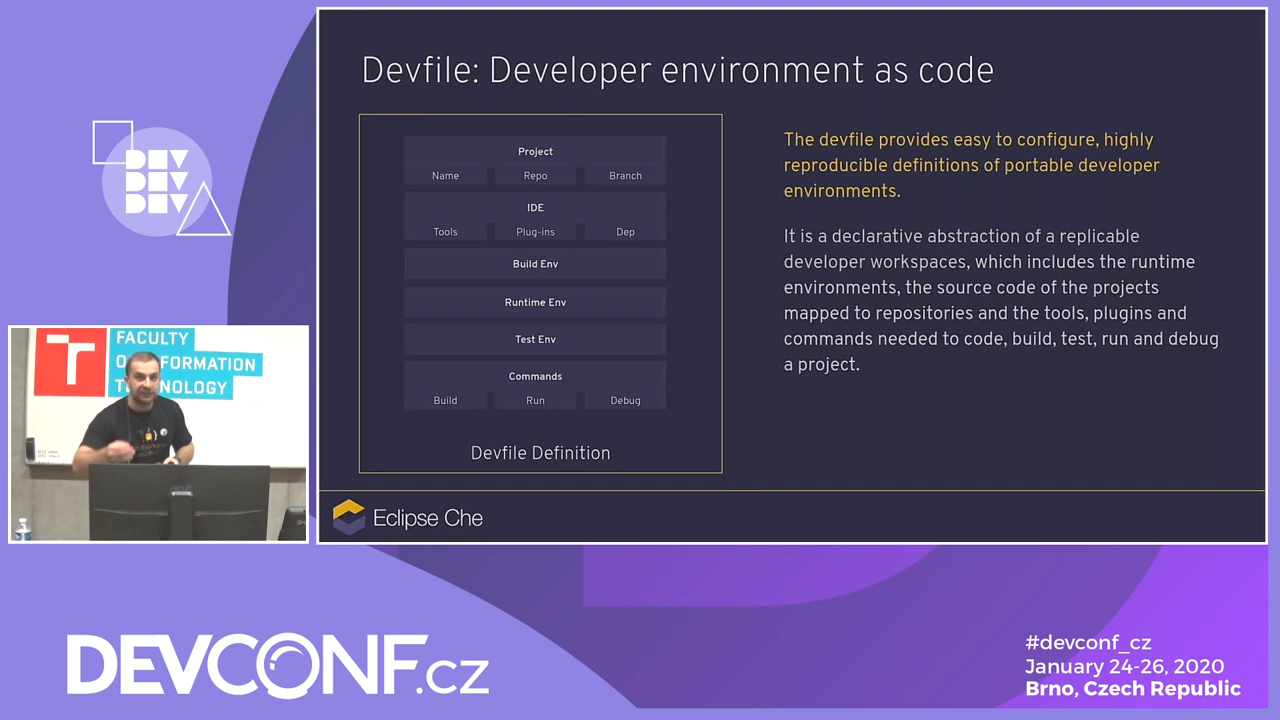 Devfile: Developer environment as code
Project
Name Repo Branch
IDE
Tools Plug-ins Dep
Build Env
Runtime Env
Test Env
Commands
Build Run Debug
Devfile Definition
The devfile provides easy to configure, highly
reproducible definitions of portable developer
environments.
It is a declarative abstraction of a replicable
developer workspaces, which includes the runtime
environments, the source code of the projects
mapped to repositories and the tools, plugins and
commands needed to code, build, test, run and debug
a project.
Eclipse Che
DEV
DEV
DEV
FACULTY
DEVCONF.cz
#devconf_cz
January 24-26, 2020
Brno, Czech Republic